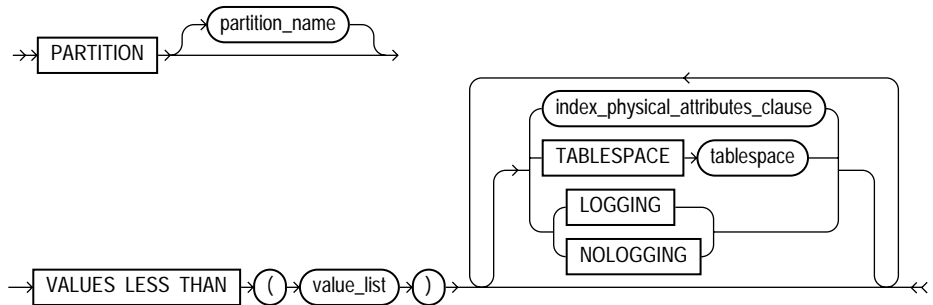 partition_name
PARTITION
index_physical_attributes_clause
TABLESPACE tablespace
LOGGING
NOLOGGING
VALUES LESS THAN ( value_list )